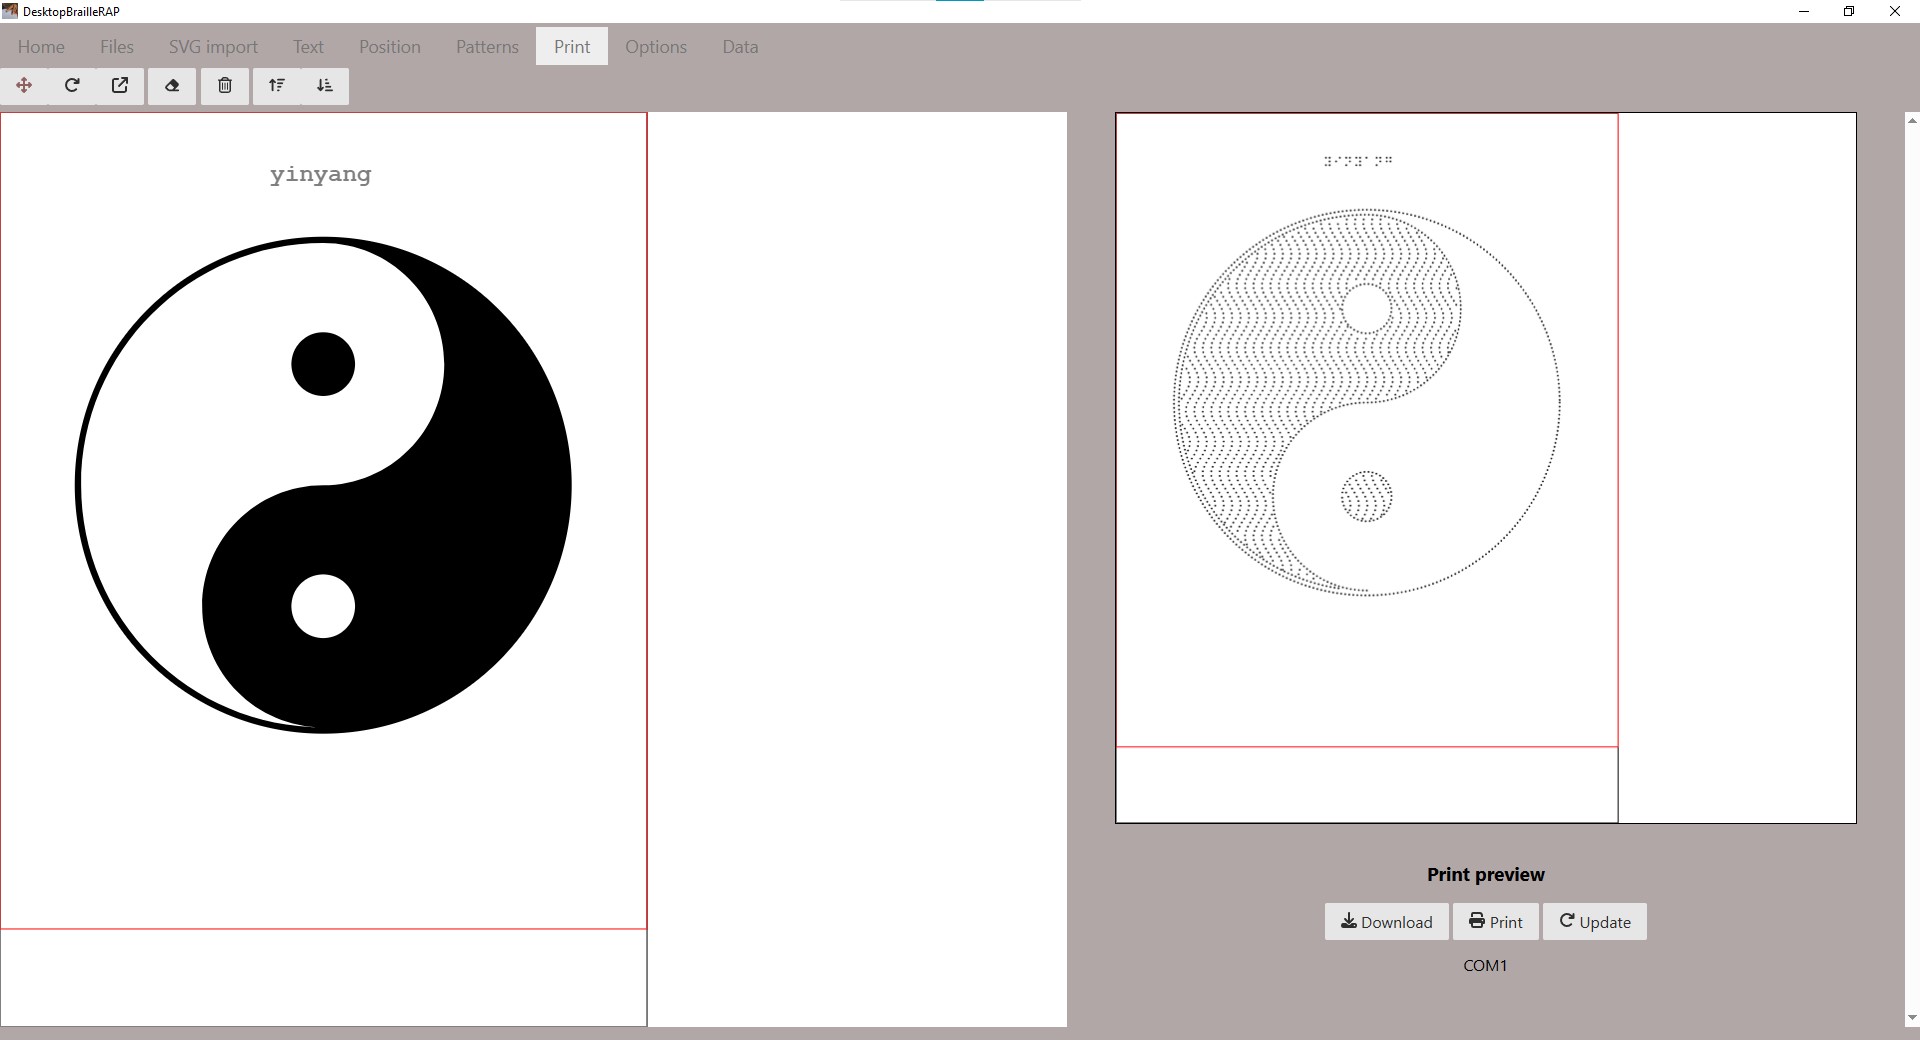 DesktopBrailleRAP
Home Files SVG import Text Position Patterns Print Options Data
yinyang
⠽⠊⠝⠽⠁⠝⠛
Print preview
Download Print Update
COM1